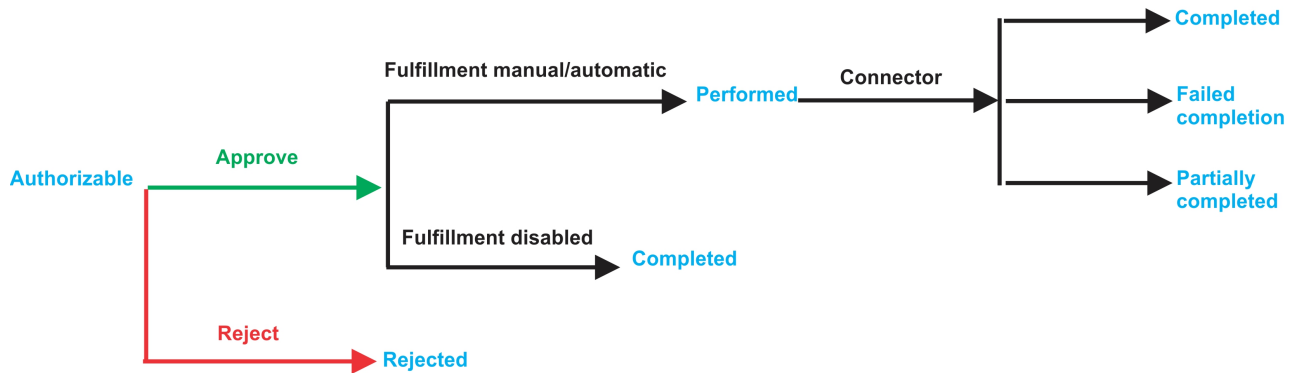 Completed
Fulfillment manual/automatic
Connector
Performed
Failed
completion
Approve
Authorizable
Partially
completed
Fulfillment disabled
Completed
Reject
Rejected